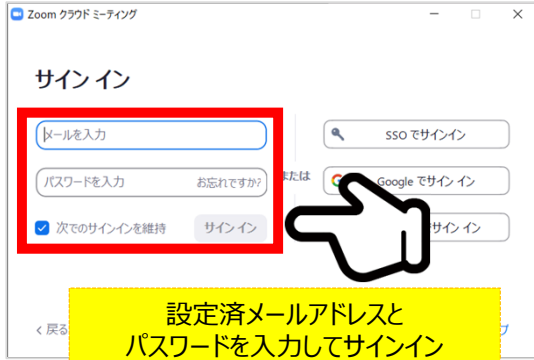 Zoom クラウド ミーティング
サイン イン
メールを入力
SSO でサインイン
パスワードを入力
お忘れですか?
または
Google でサイン イン
次でのサインインを維持
サイン イン
でサイン イン
< 戻る
設定済メールアドレスと
パスワードを入力してサインイン